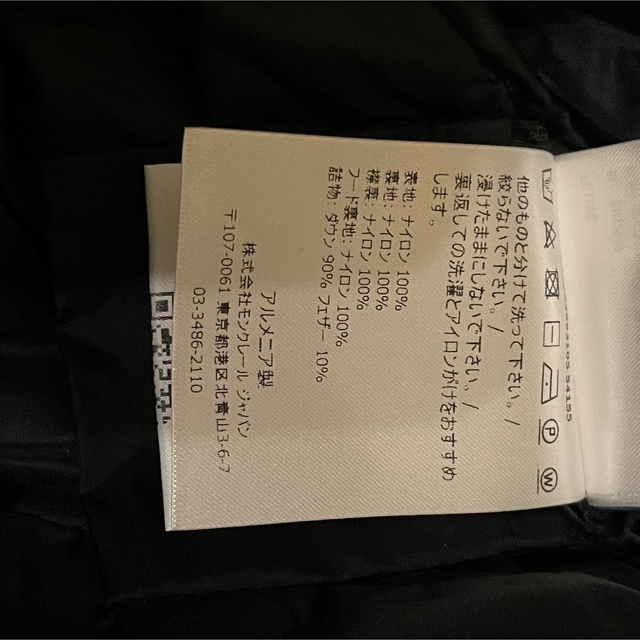 他のものと分けて洗って下さい。/
絞らないで下さい。/
浸けたままにしないで下さい。/
裏返しての洗濯とアイロンがけをおすすめ
します。
表地: ナイロン 100%
裏地: ナイロン 100%
襟裏: ナイロン 100%
フード裏地: ナイロン 100%
詰物: ダウン 90% フェザー 10%
アルメニア製
株式会社モンクレール ジャパン
〒107-0061 東京都港区北青山3-6-7
03-3486-2110
P
W
54155